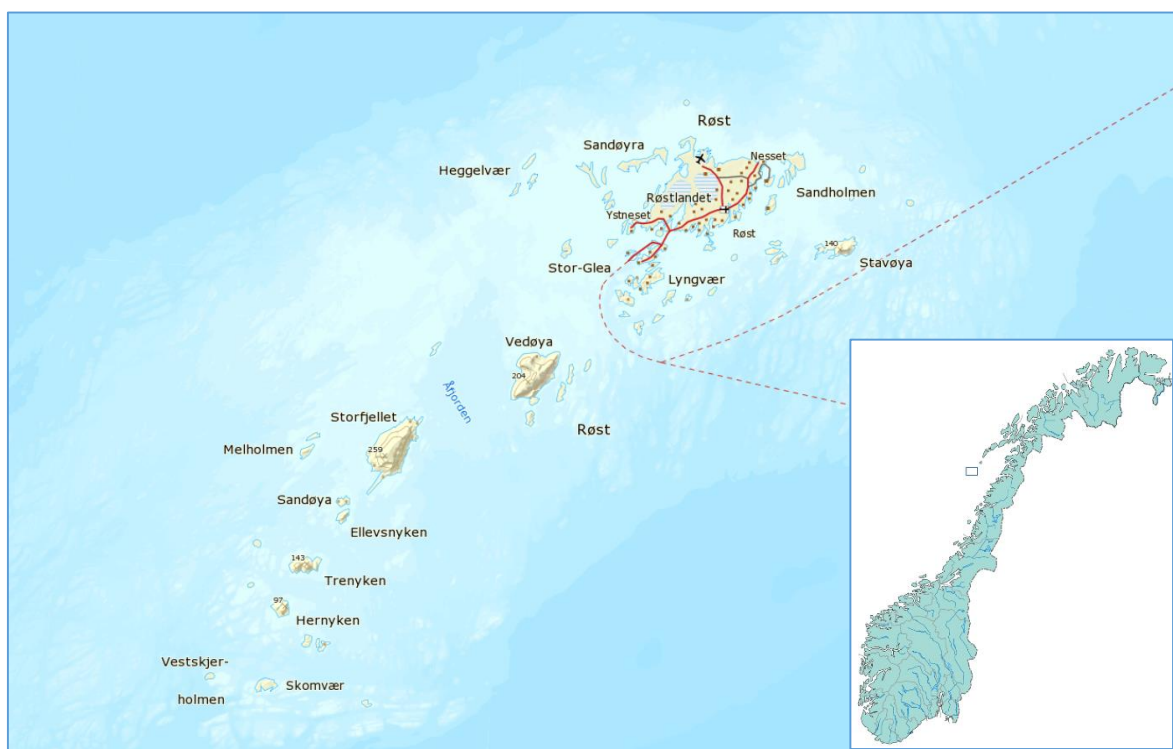 Røst
Sandøyra
Nesset
Heggelvær
Røstlandet
Sandholmen
Ystneset
Røst
140
Stavøya
Stor-Glea
Lyngvær
Vedøya
204
Åfjorden
Storfjellet
Røst
Melholmen
259
Sandøya
Ellevsnyken
143
Trenyken
97
Hernyken
Vestskjer-
holmen
Skomvær